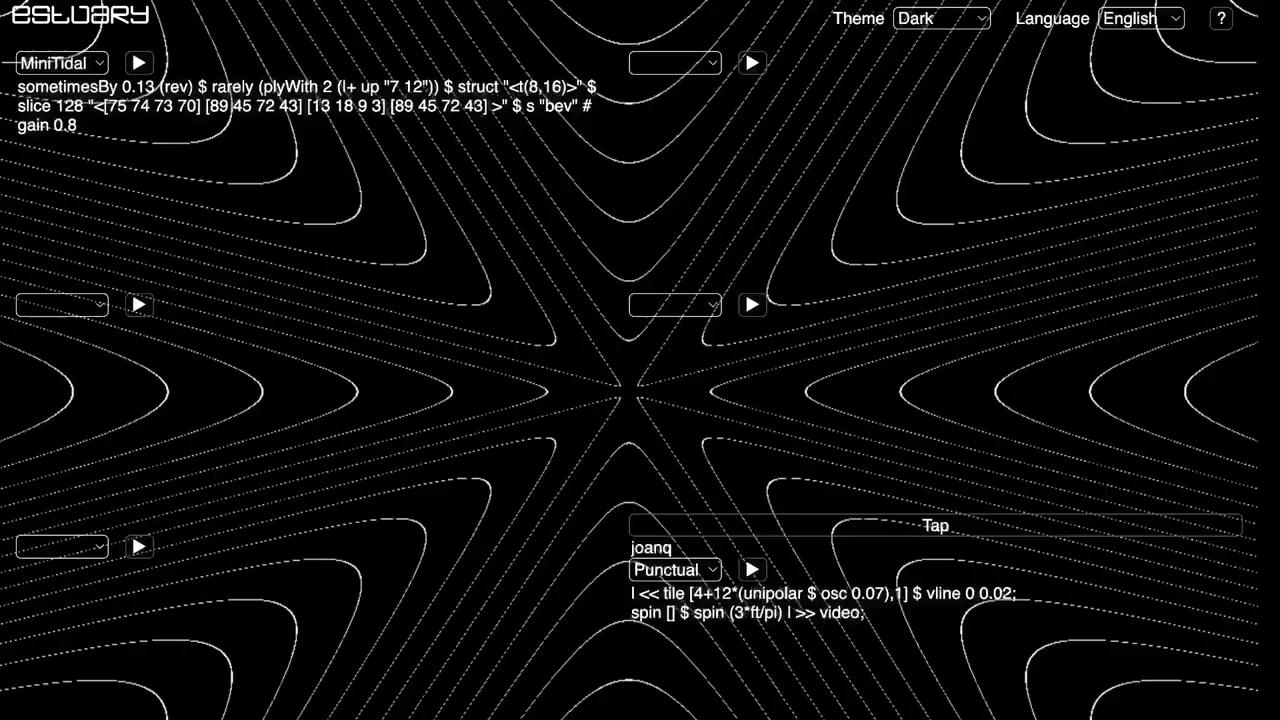 estuary
Theme Dark Language English ?
MiniTidal
sometimesBy 0.13 (rev) $ rarely (plyWith 2 (|+ up "7 12")) $ struct "<t(8,16)>" $
slice 128 "<[75 74 73 70] [89 45 72 43] [13 18 9 3] [89 45 72 43] >" $ s "bev" #
gain 0.8
Tap
joanq
Punctual
l << tile [4+12*(unipolar $ osc 0.07),1] $ vline 0 0.02;
spin [] $ spin (3*ft/pi) l >> video;